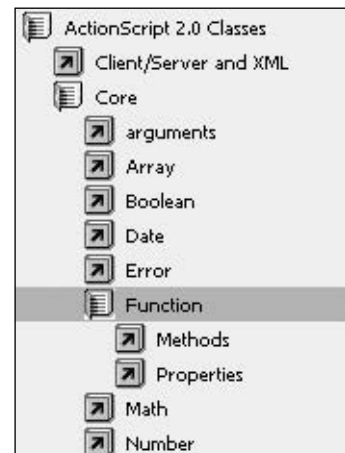 ActionScript 2.0 Classes
Client/Server and XML
Core
arguments
Array
Boolean
Date
Error
Function
Methods
Properties
Math
Number